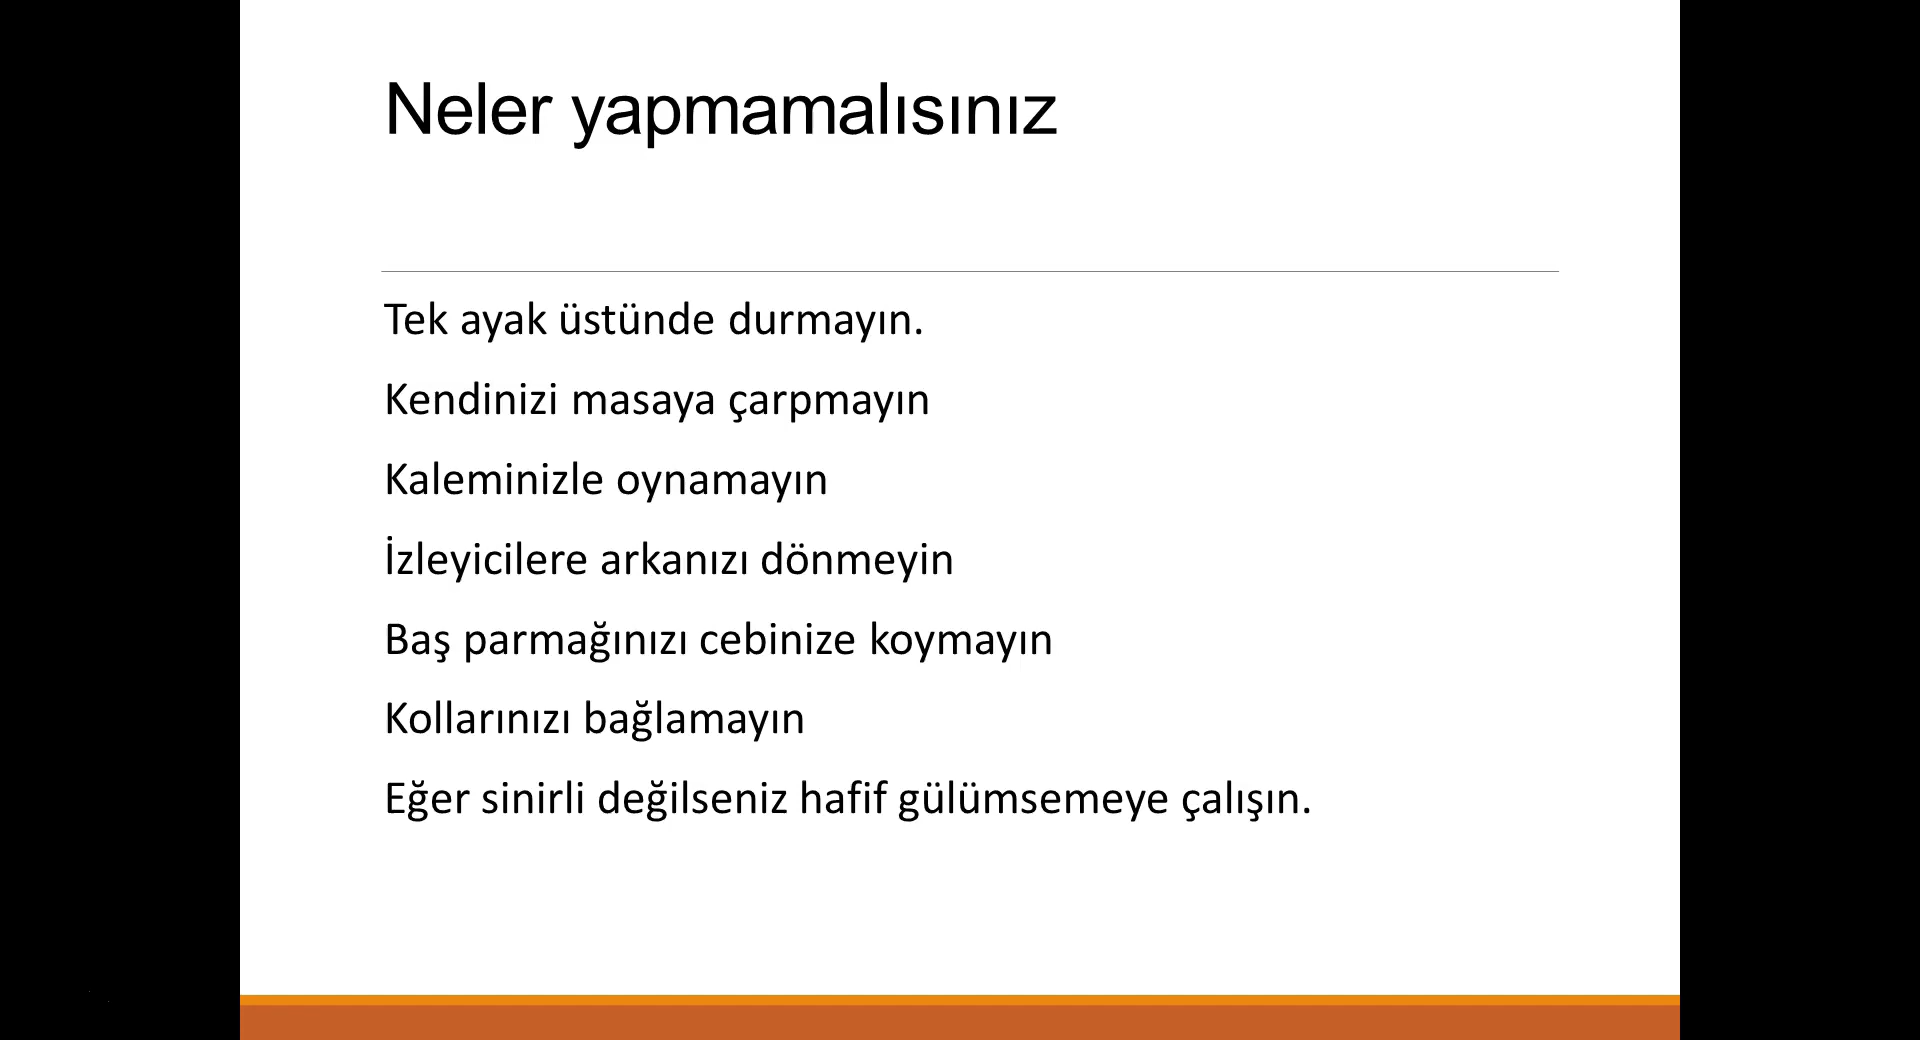 Neler yapmamalısınız
Tek ayak üstünde durmayın.
Kendinizi masaya çarpmayın
Kaleminizle oynamayın
İzleyicilere arkanızı dönmeyin
Baş parmağınızı cebinize koymayın
Kollarınızı bağlamayın
Eğer sinirli değilseniz hafif gülümsemeye çalışın.